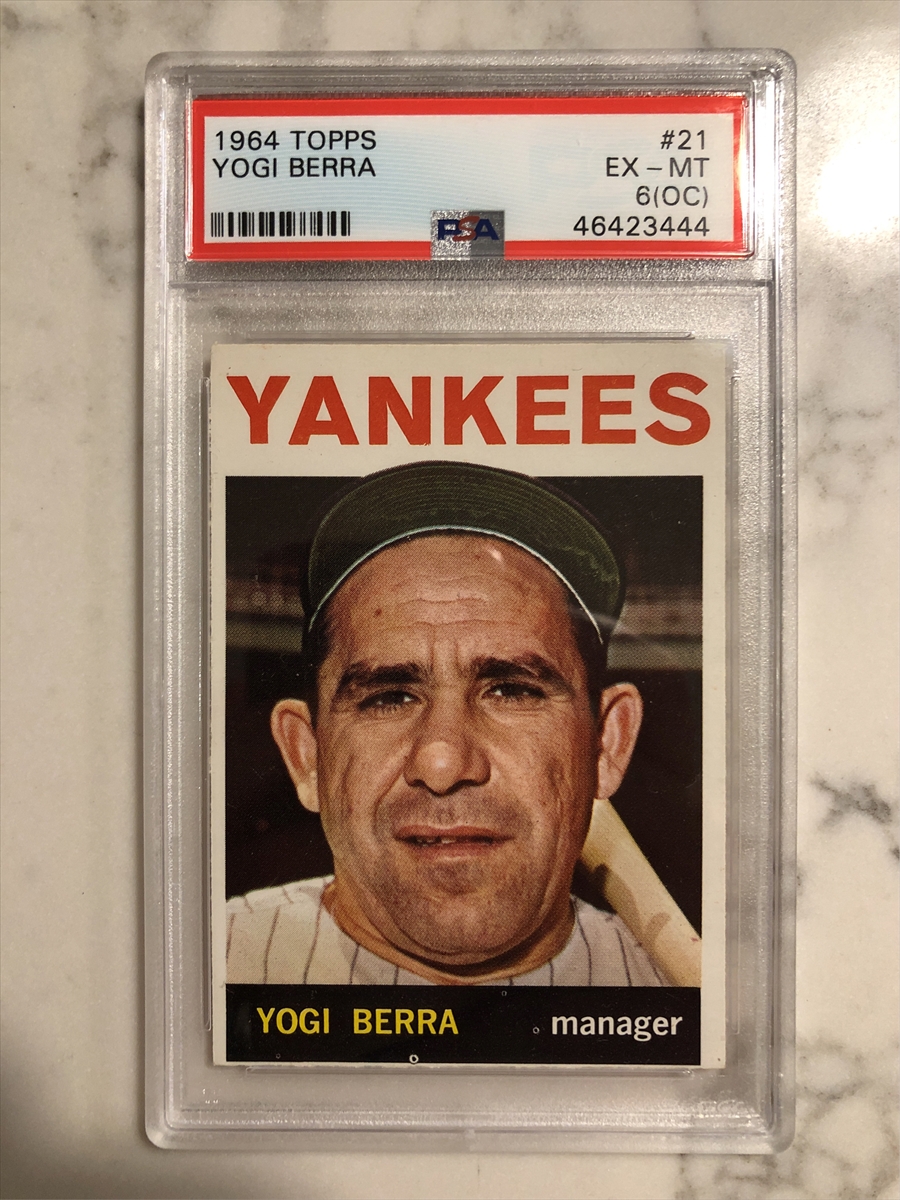 1964 TOPPS #21
YOGI BERRA EX - MT
6(OC)
PSA 46423444
YANKEES
YOGI BERRA manager